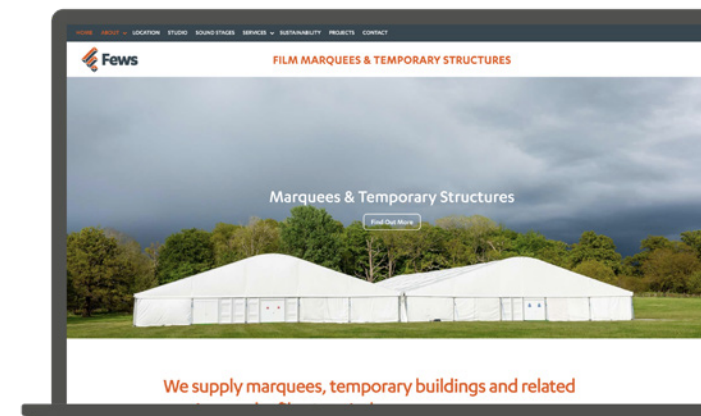 HOME ABOUT LOCATION STUDIO SOUND STAGES SERVICES SUSTAINABILITY PROJECTS CONTACT
Fews
FILM MARQUEES & TEMPORARY STRUCTURES
Marquees & Temporary Structures
Find Out More
We supply marquees, temporary buildings and related